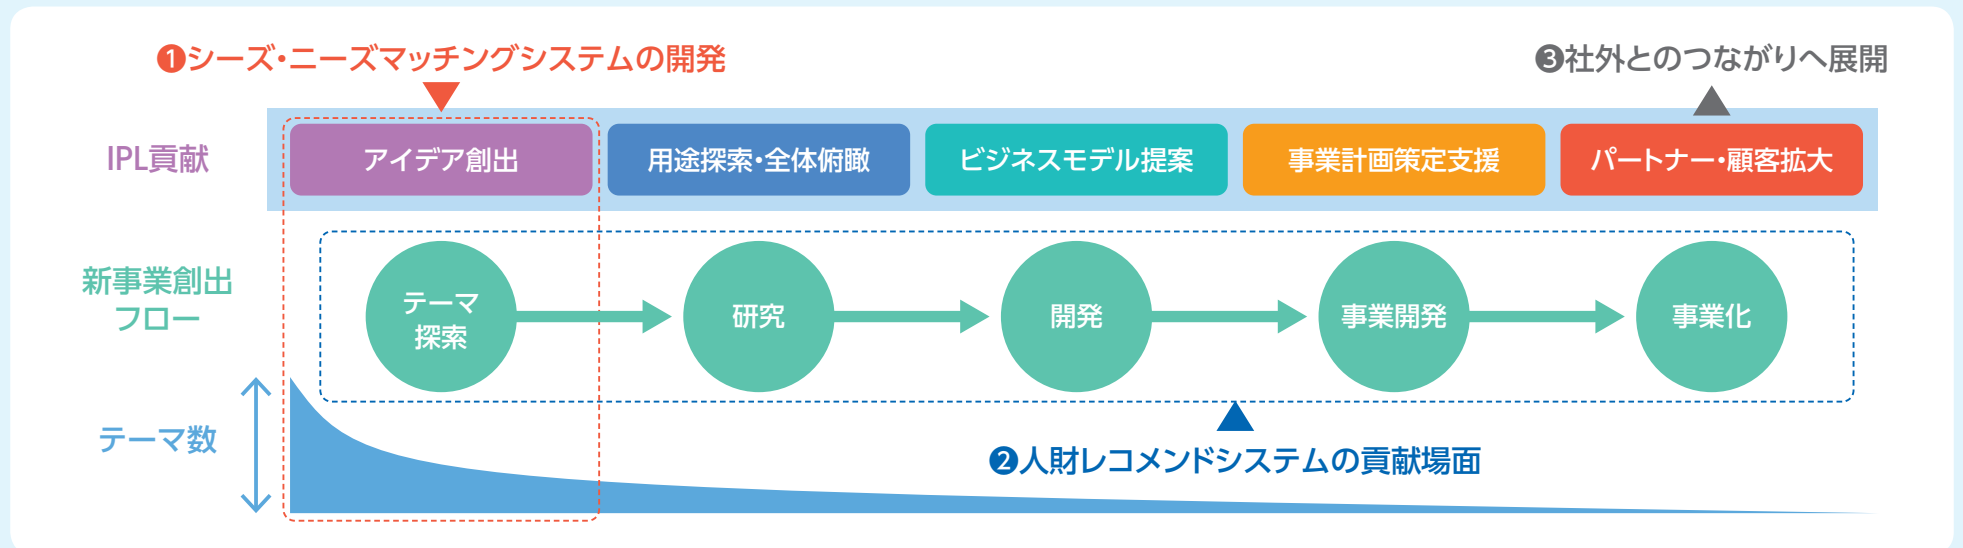 ❶シーズ・ニーズマッチングシステムの開発
❸社外とのつながりへ展開
IPL貢献
アイデア創出
用途探索・全体俯瞰
ビジネスモデル提案
事業計画策定支援
パートナー・顧客拡大
新事業創出
フロー
テーマ
探索
研究
開発
事業開発
事業化
テーマ数
❷人財レコメンドシステムの貢献場面